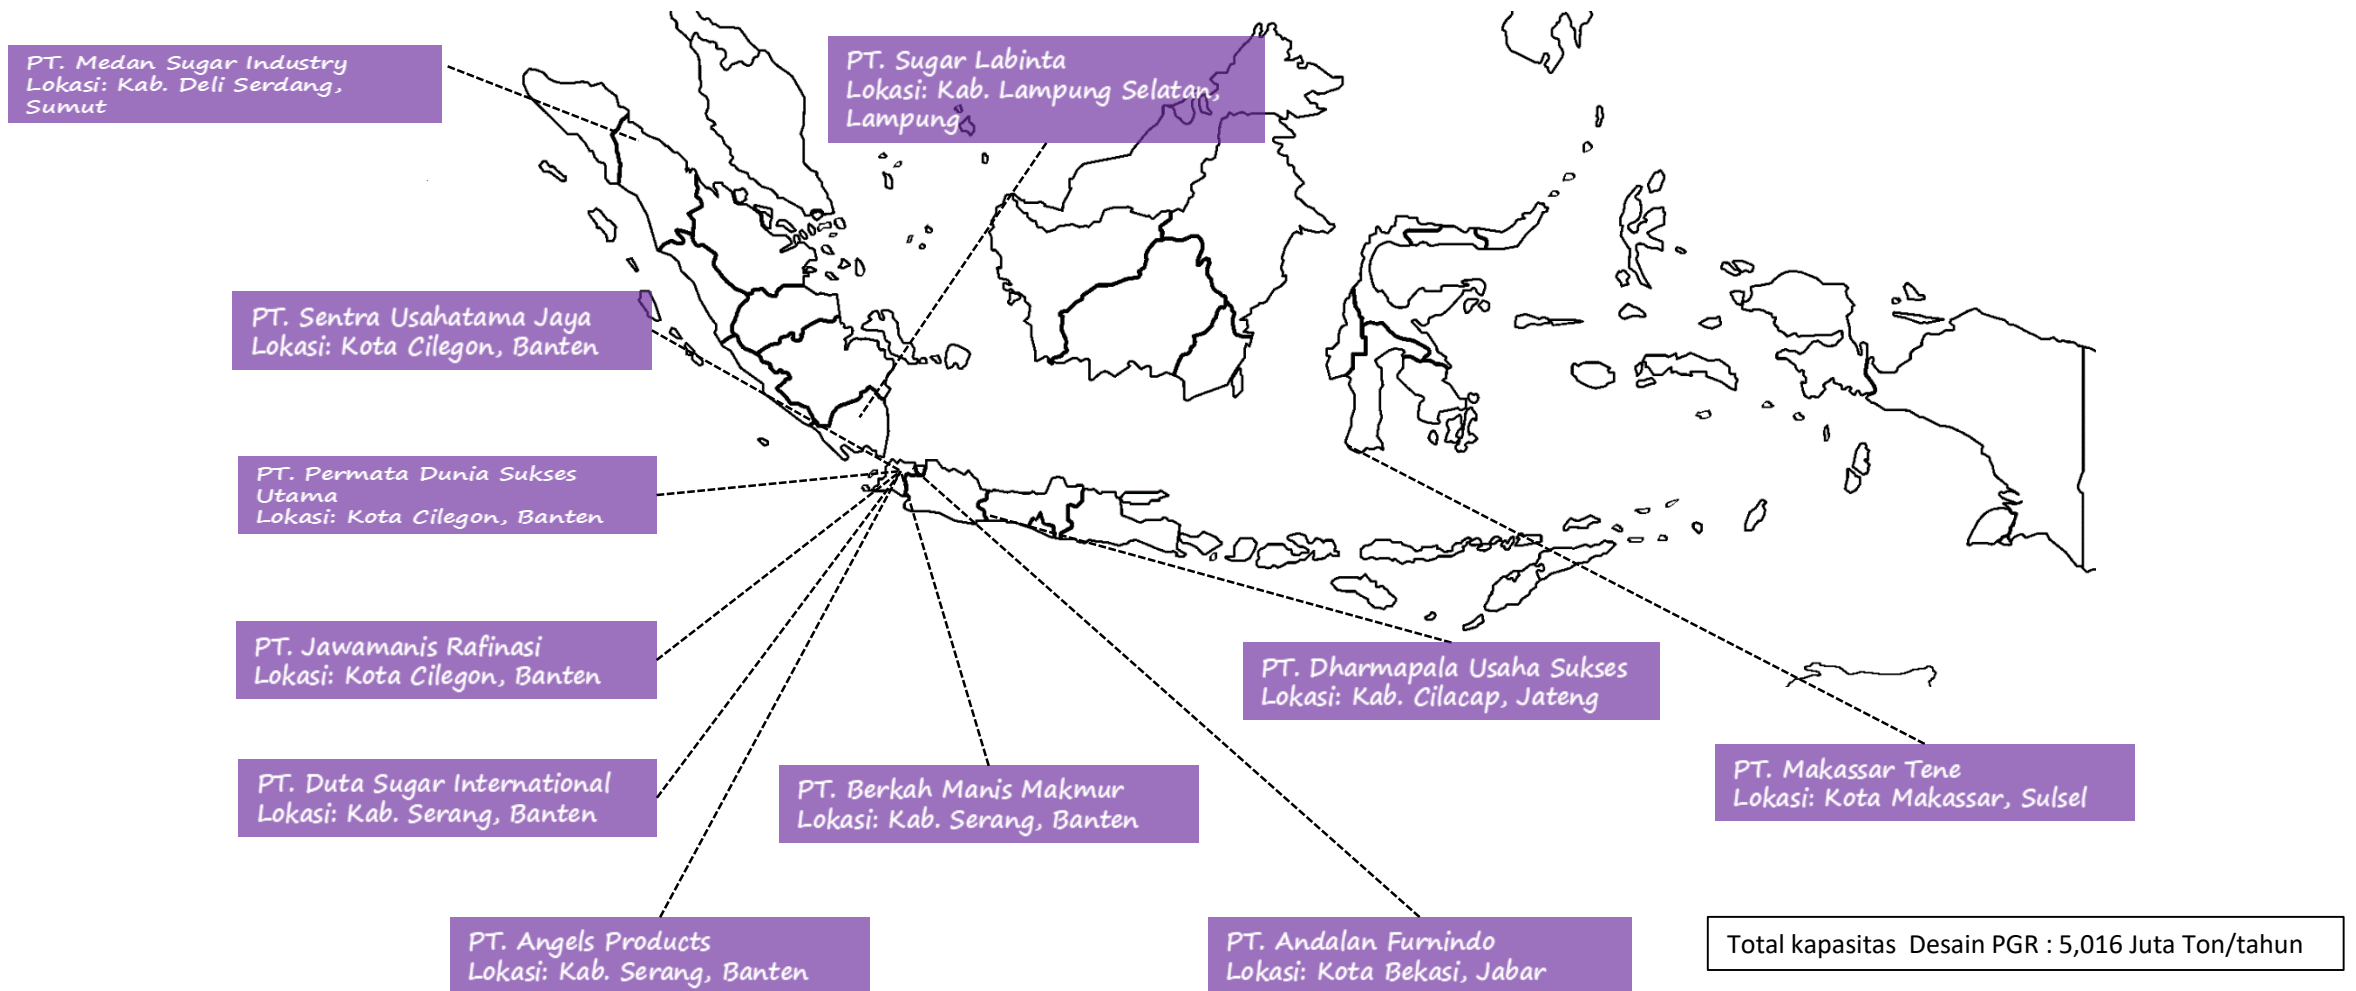 PT. Medan Sugar Industry
Lokasi: Kab. Deli Serdang,
Sumut
PT. Sugar Labinta
Lokasi: Kab. Lampung Selatan,
Lampung
PT. Sentra Usahatama Jaya
Lokasi: Kota Cilegon, Banten
PT. Permata Dunia Sukses
Utama
Lokasi: Kota Cilegon, Banten
PT. Jawamanis Rafinasi
Lokasi: Kota Cilegon, Banten
PT. Dharmapala Usaha Sukses
Lokasi: Kab. Cilacap, Jateng
PT. Duta Sugar International
Lokasi: Kab. Serang, Banten
PT. Berkah Manis Makmur
Lokasi: Kab. Serang, Banten
PT. Makassar Tene
Lokasi: Kota Makassar, Sulsel
PT. Angels Products
Lokasi: Kab. Serang, Banten
PT. Andalan Furnindo
Lokasi: Kota Bekasi, Jabar
Total kapasitas Desain PGR : 5,016 Juta Ton/tahun